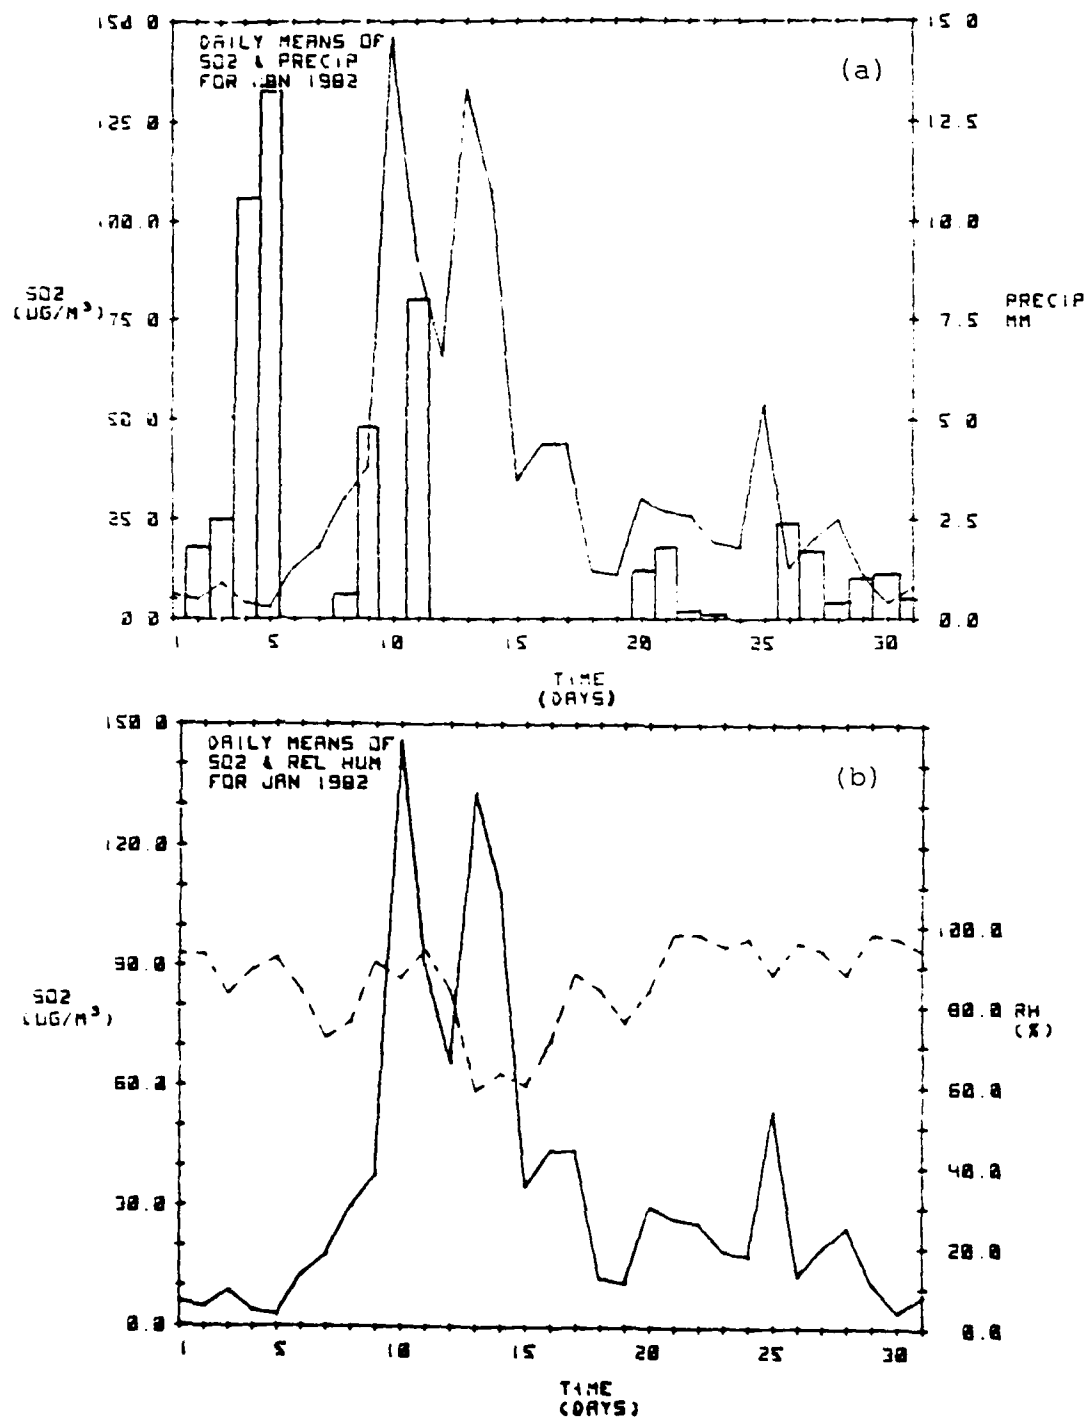 150.0
125.0
100.0
75.0
50.0
25.0
0.0
SO2
(UG/M³)
DAILY MEANS OF
SO2 & PRECIP
FOR JAN 1982
(a)
15.0
12.5
10.0
7.5
5.0
2.5
0.0
PRECIP
MM
1 5 10 15 20 25 30
TIME
(DAYS)
150.0
120.0
90.0
60.0
30.0
0.0
SO2
(UG/M³)
DAILY MEANS OF
SO2 & REL HUM
FOR JAN 1982
(b)
100.0
80.0
60.0
40.0
20.0
0.0
RH
(%)
1 5 10 15 20 25 30
TIME
(DAYS)